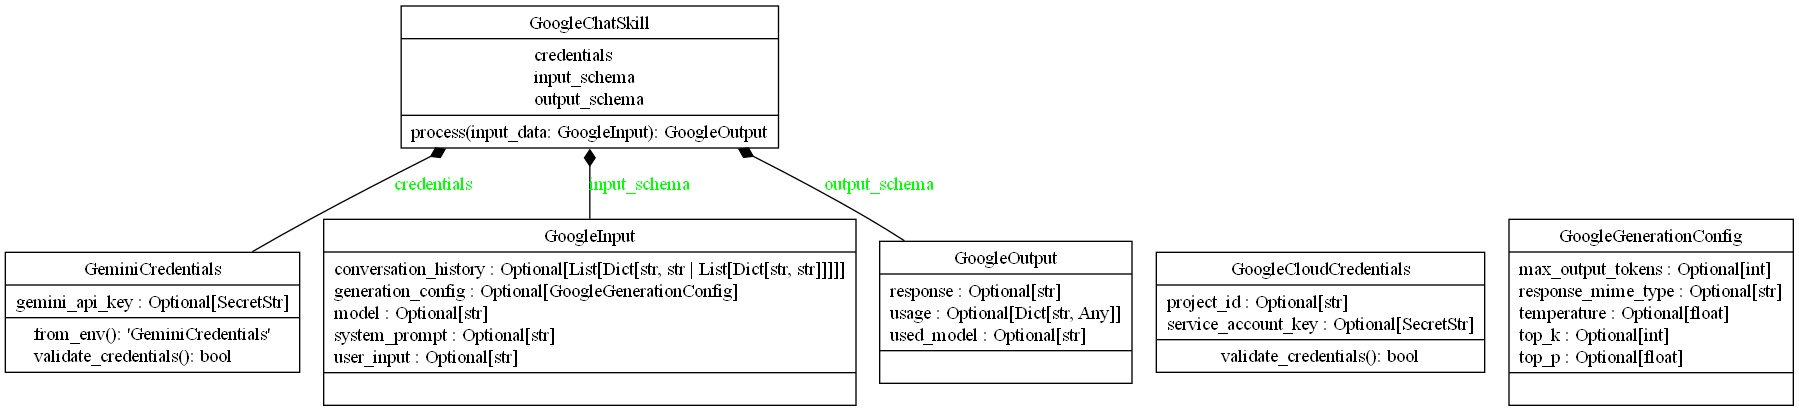 GoogleChatSkill
credentials
input_schema
output_schema
process(input_data: GoogleInput): GoogleOutput
credentials
input_schema
output_schema
GeminiCredentials
gemini_api_key : Optional[SecretStr]
from_env(): 'GeminiCredentials'
validate_credentials(): bool
GoogleInput
conversation_history : Optional[List[Dict[str, str | List[Dict[str, str]]]]]
generation_config : Optional[GoogleGenerationConfig]
model : Optional[str]
system_prompt : Optional[str]
user_input : Optional[str]
GoogleOutput
response : Optional[str]
usage : Optional[Dict[str, Any]]
used_model : Optional[str]
GoogleCloudCredentials
project_id : Optional[str]
service_account_key : Optional[SecretStr]
validate_credentials(): bool
GoogleGenerationConfig
max_output_tokens : Optional[int]
response_mime_type : Optional[str]
temperature : Optional[float]
top_k : Optional[int]
top_p : Optional[float]